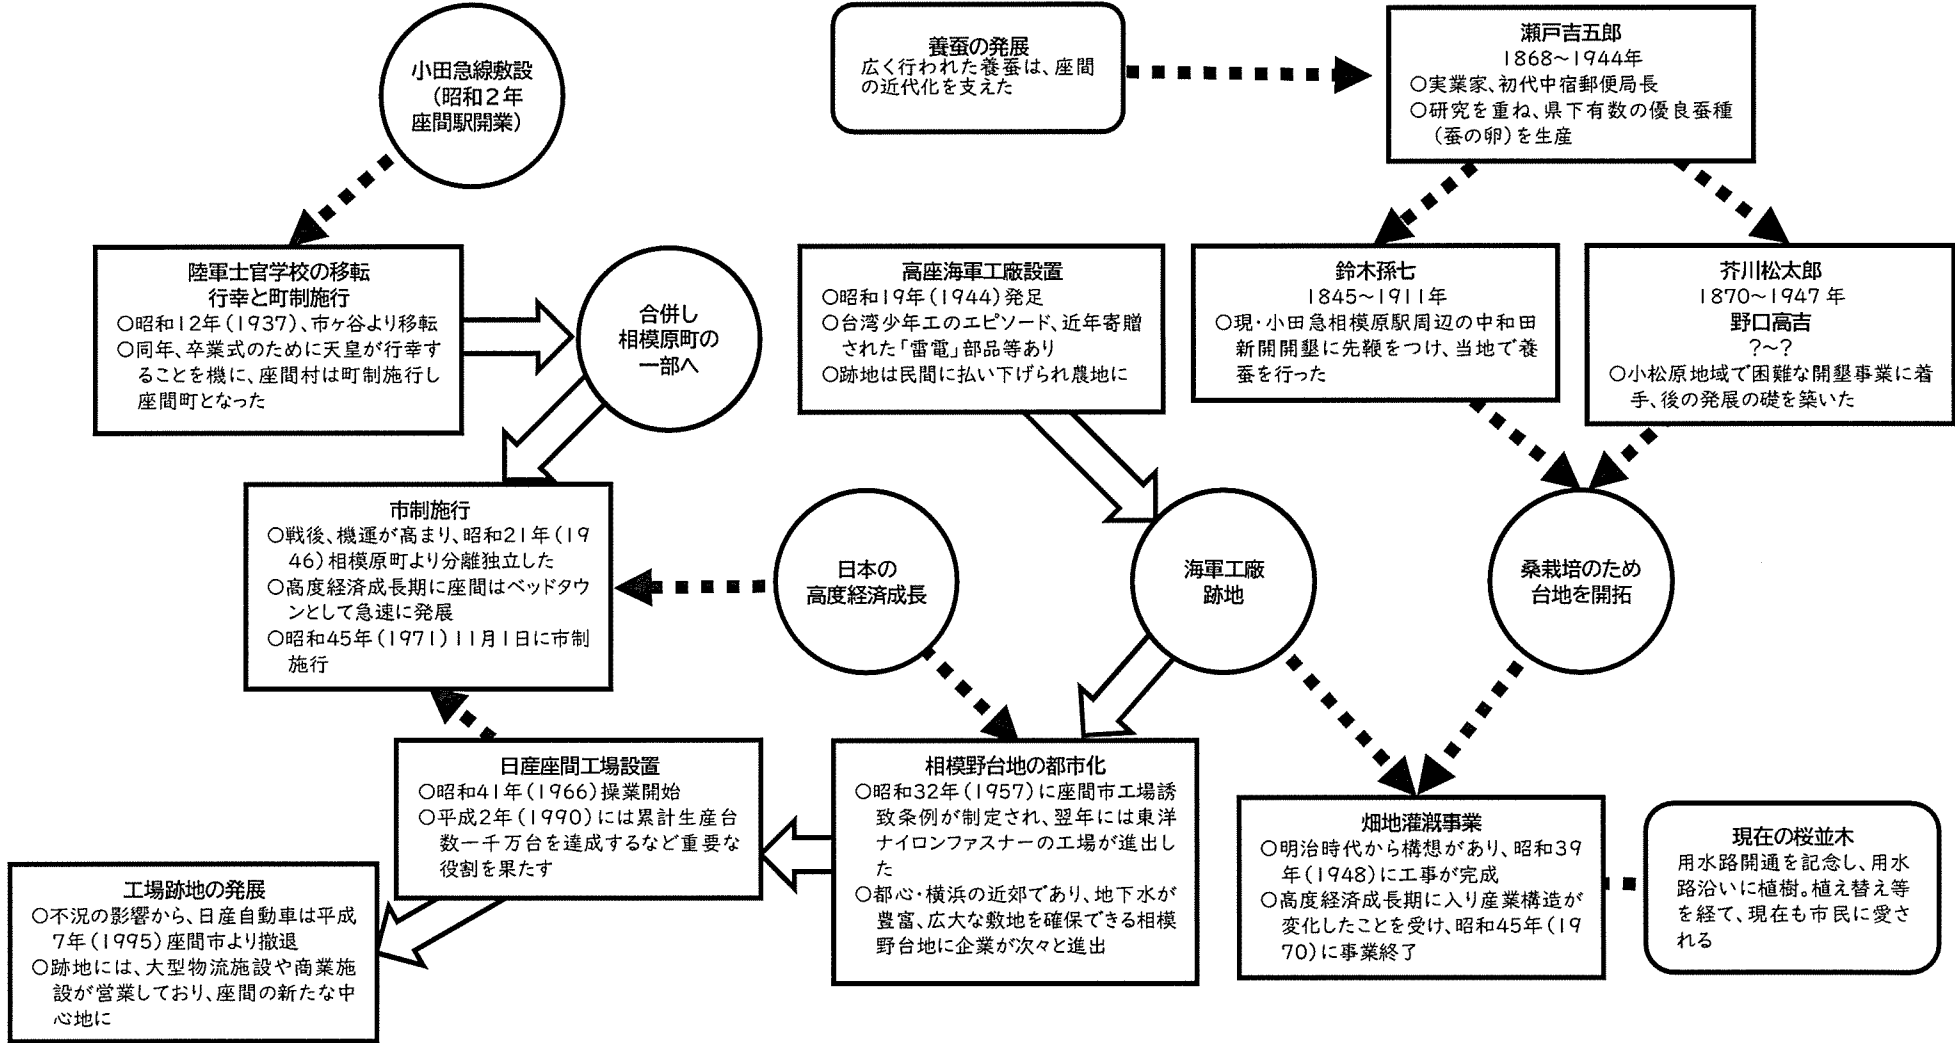 小田急線敷設
(昭和2年
座間駅開業)
養蚕の発展
広く行われた養蚕は、座間
の近代化を支えた
瀬戸吉五郎
1868～1944年
○実業家、初代中宿郵便局長
○研究を重ね、県下有数の優良蚕種
(蚕の卵)を生産
陸軍士官学校の移転
行幸と町制施行
○昭和12年(1937)、市ヶ谷より移転
○同年、卒業式のために天皇が行幸す
ることを機に、座間村は町制施行し
座間町となった
合併し
相模原町の
一部へ
高座海軍工廠設置
○昭和19年(1944)発足
○台湾少年工のエピソード、近年寄贈
された「雷電」部品等あり
○跡地は民間に払い下げられ農地に
鈴木孫七
1845～1911年
○現・小田急相模原駅周辺の中和田
新開開墾に先鞭をつけ、当地で養
蚕を行った
芥川松太郎
1870～1947年
野口高吉
?～?
○小松原地域で困難な開墾事業に着
手、後の発展の礎を築いた
市制施行
○戦後、機運が高まり、昭和21年(19
46)相模原町より分離独立した
○高度経済成長期に座間はベッドタウ
ンとして急速に発展
○昭和45年(1971)11月1日に市制
施行
日本の
高度経済成長
海軍工廠
跡地
桑栽培のため
台地を開拓
日産座間工場設置
○昭和41年(1966)操業開始
○平成2年(1990)には累計生産台
数一千万台を達成するなど重要な
役割を果たす
相模野台地の都市化
○昭和32年(1957)に座間市工場誘
致条例が制定され、翌年には東洋
ナイロンファスナーの工場が進出し
た
○都心・横浜の近郊であり、地下水が
豊富、広大な敷地を確保できる相模
野台地に企業が次々と進出
畑地灌漑事業
○明治時代から構想があり、昭和39
年(1948)に工事が完成
○高度経済成長期に入り産業構造が
変化したことを受け、昭和45年(19
70)に事業終了
現在の桜並木
用水路開通を記念し、用水
路沿いに植樹。植え替え等
を経て、現在も市民に愛さ
れる
工場跡地の発展
○不況の影響から、日産自動車は平成
7年(1995)座間市より撤退
○跡地には、大型物流施設や商業施
設が営業しており、座間の新たな中
心地に